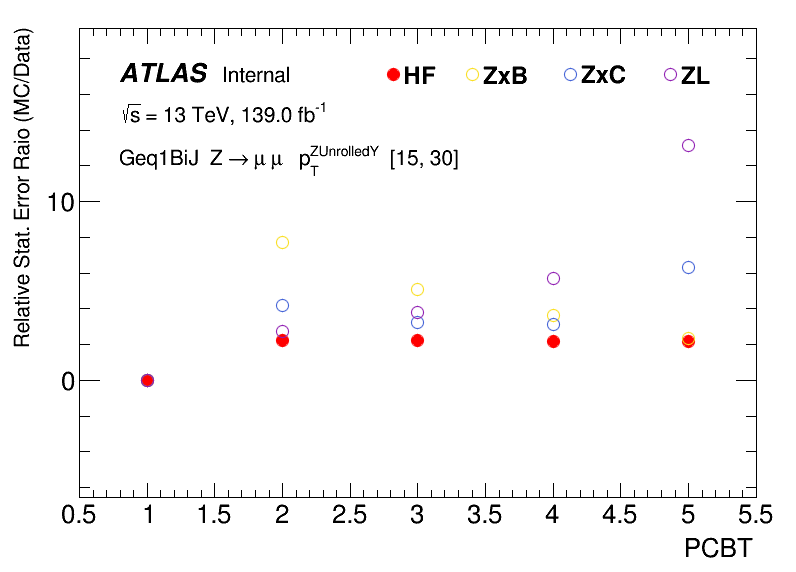 Relative Stat. Error Raio (MC/Data)
ATLAS Internal
HF ZxB ZxC ZL
√s = 13 TeV, 139.0 fb⁻¹
Geq1BiJ Z → μ μ p_T^ZUnrolledY [15, 30]
10
0
0.5 1 1.5 2 2.5 3 3.5 4 4.5 5 5.5
PCBT